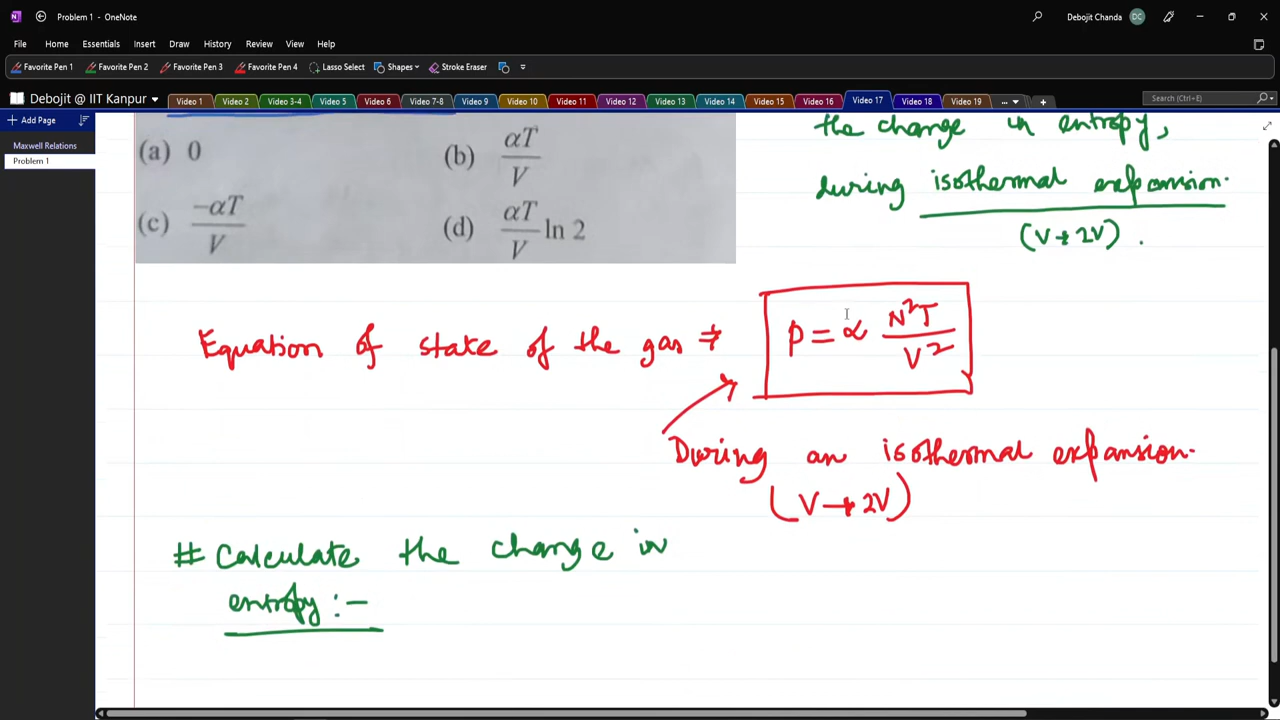 Problem 1 - OneNote
Debojit Chanda DC
File Home Essentials Insert Draw History Review View Help
Favorite Pen 1 Favorite Pen 2 Favorite Pen 3 Favorite Pen 4 Lasso Select Shapes Stroke Eraser
Debojit @ IIT Kanpur Video 1 Video 2 Video 3-4 Video 5 Video 6 Video 7-8 Video 9 Video 10 Video 11 Video 12 Video 13 Video 14 Video 15 Video 16 Video 17 Video 18 Video 19 ... Search (Ctrl+E)
Add Page
Maxwell Relations
Problem 1
the change in entropy,
during isothermal expansion.
(V → 2V).
(a) 0 (b) αT/V
(c) -αT/V (d) αT/V ln 2
Equation of state of the gas → P = α N²T/V²
During an isothermal expansion.
(V → 2V)
# Calculate the change in
entropy :-